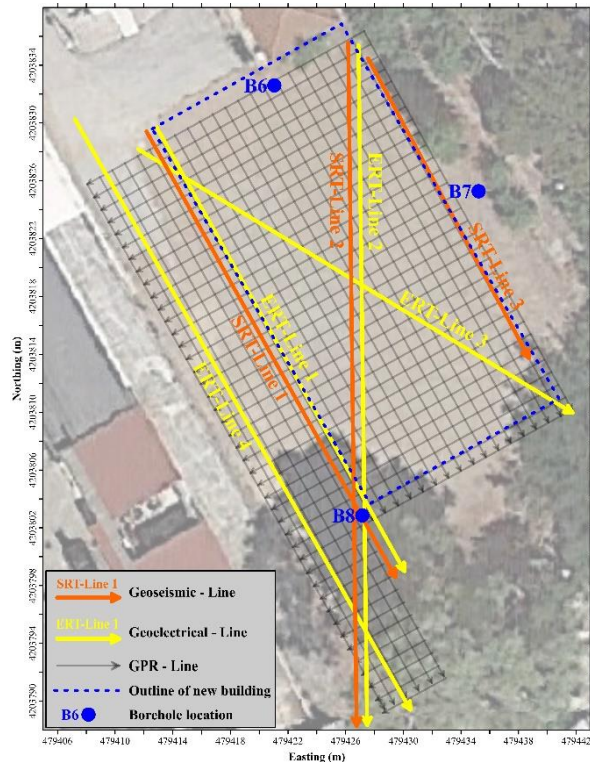 4203834
4203830
4203826
4203822
4203818
4203814
4203810
4203806
4203802
4203798
4203794
4203790
Northing (m)
B6
B7
B8
SRT-Line 2
ERT-Line 2
SRT-Line 3
ERT-Line 3
ERT-Line 1
SRT-Line 1
ERT-Line 4
SRT-Line 1 Geoseismic - Line
ERT-Line 1 Geoelectrical - Line
GPR - Line
Outline of new building
B6 Borehole location
479406 479410 479414 479418 479422 479426 479430 479434 479438 479442
Easting (m)